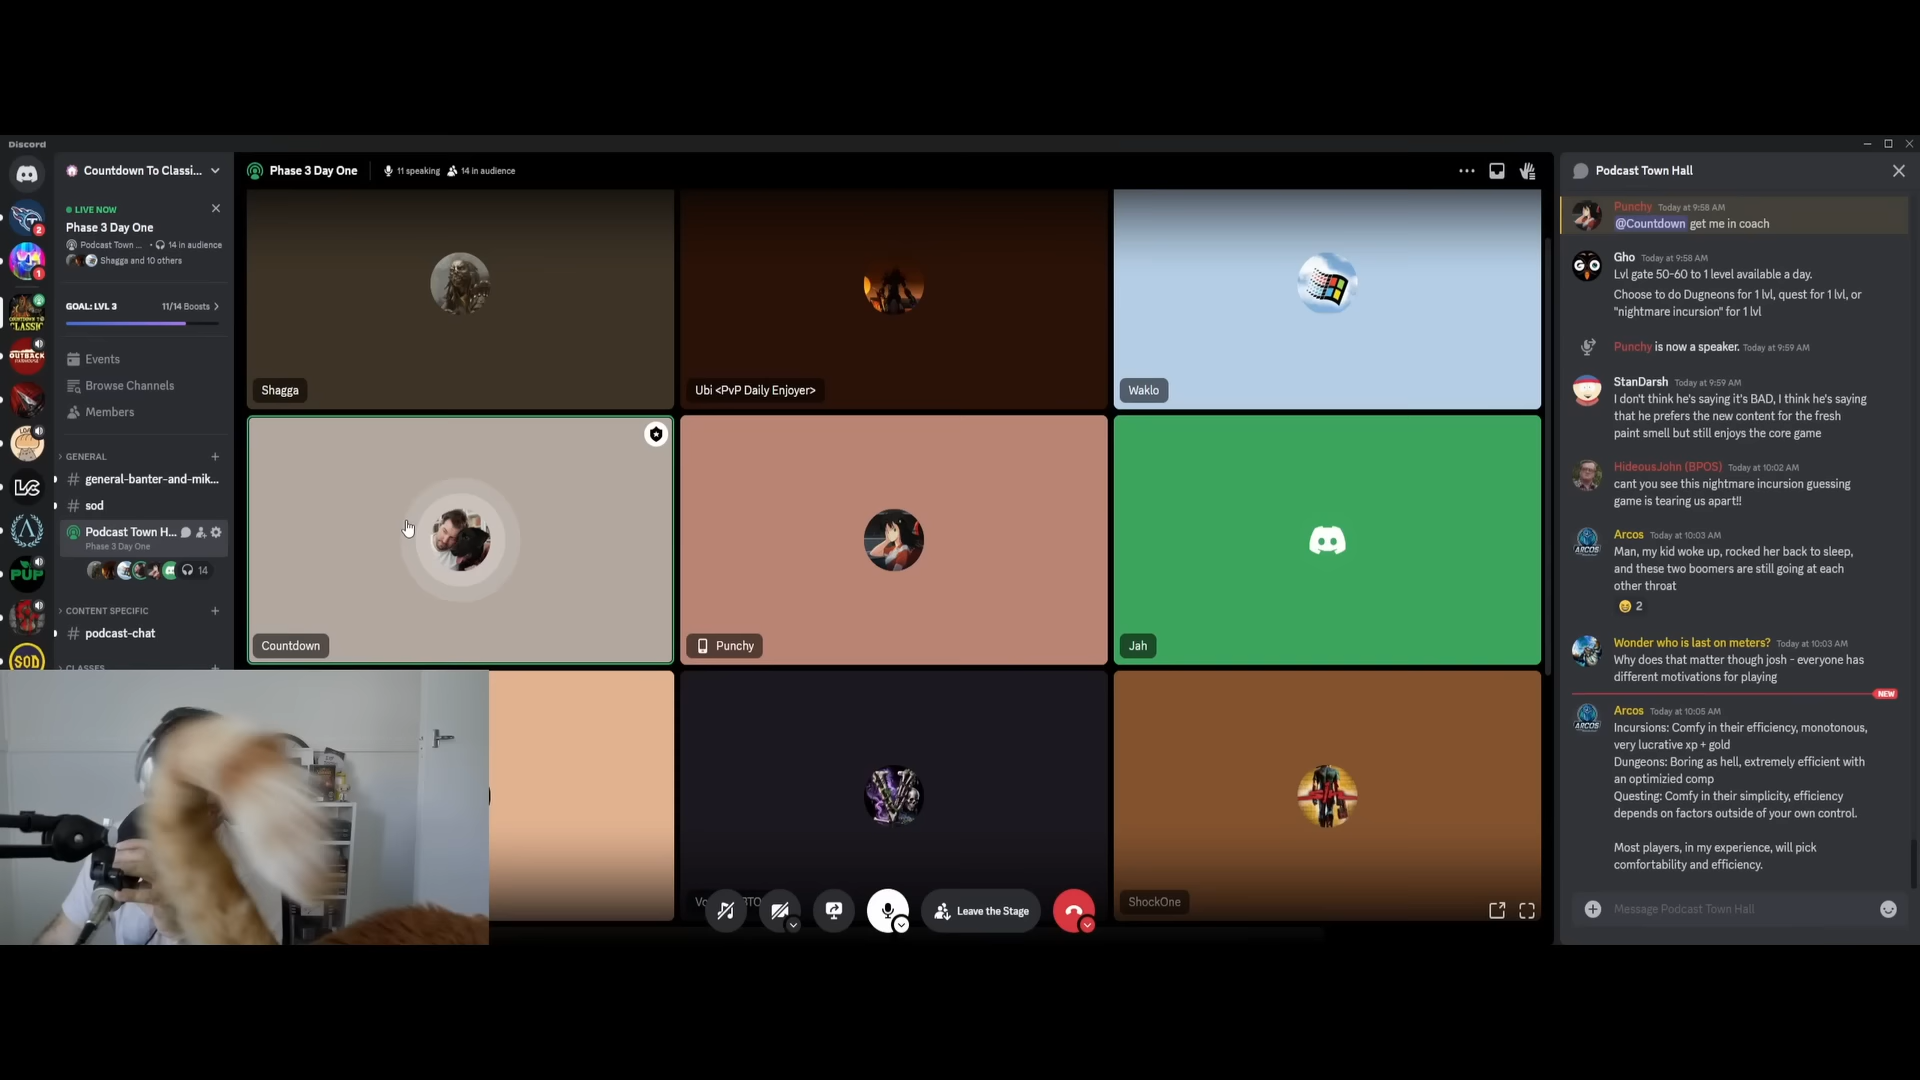 Discord
Countdown To Classi...
LIVE NOW
Phase 3 Day One
Podcast Town ... • 14 in audience
Shagga and 10 others
GOAL: LVL 3 11/14 Boosts
Events
Browse Channels
Members
GENERAL
# general-banter-and-mik...
# sod
Podcast Town H...
Phase 3 Day One
14
CONTENT SPECIFIC
# podcast-chat
CLASSES
2
1
COUNTDOWN TO
CLASSIC
OUTBACK
PUP
SOD
Phase 3 Day One 11 speaking 14 in audience
Shagga
Ubi <PvP Daily Enjoyer>
Waklo
Countdown
Punchy
Jah
ShockOne
Leave the Stage
Podcast Town Hall
Punchy Today at 9:58 AM
@Countdown get me in coach
Gho Today at 9:58 AM
Lvl gate 50-60 to 1 level available a day.
Choose to do Dugneons for 1 lvl, quest for 1 lvl, or
"nightmare incursion" for 1 lvl
Punchy is now a speaker. Today at 9:59 AM
StanDarsh Today at 9:59 AM
I don't think he's saying it's BAD, I think he's saying
that he prefers the new content for the fresh
paint smell but still enjoys the core game
HideousJohn (BPOS) Today at 10:02 AM
cant you see this nightmare incursion guessing
game is tearing us apart!!
Arcos Today at 10:03 AM
Man, my kid woke up, rocked her back to sleep,
and these two boomers are still going at each
other throat
2
Wonder who is last on meters? Today at 10:03 AM
Why does that matter though josh - everyone has
different motivations for playing
NEW
Arcos Today at 10:05 AM
Incursions: Comfy in their efficiency, monotonous,
very lucrative xp + gold
Dungeons: Boring as hell, extremely efficient with
an optimizied comp
Questing: Comfy in their simplicity, efficiency
depends on factors outside of your own control.
Most players, in my experience, will pick
comfortability and efficiency.
Message Podcast Town Hall